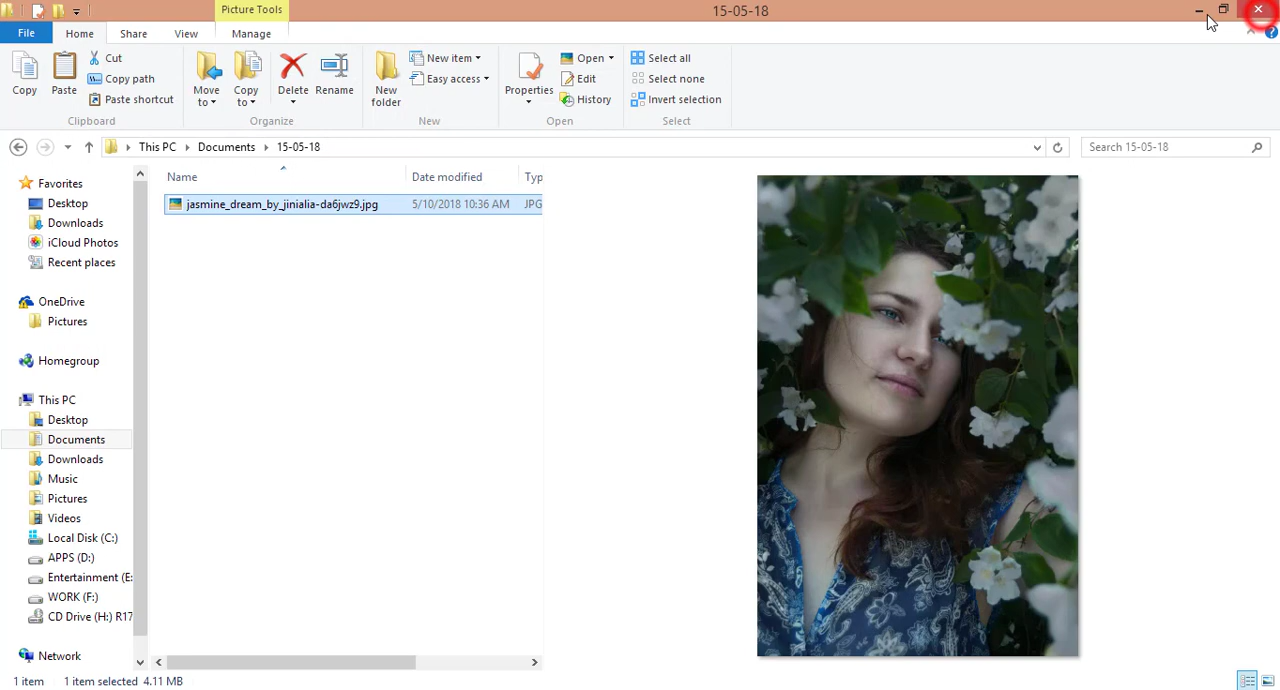 Picture Tools
15-05-18
File
Home
Share
View
Manage
Copy
Paste
Cut
Copy path
Paste shortcut
Clipboard
Move to
Copy to
Delete
Rename
Organize
New folder
New item
Easy access
New
Properties
Open
Edit
History
Open
Select all
Select none
Invert selection
Select
This PC
Documents
15-05-18
Search 15-05-18
Favorites
Desktop
Downloads
iCloud Photos
Recent places
OneDrive
Pictures
Homegroup
This PC
Desktop
Documents
Downloads
Music
Pictures
Videos
Local Disk (C:)
APPS (D:)
Entertainment (E:
WORK (F:)
CD Drive (H:) R17
Network
Name
Date modified
Typ
jasmine_dream_by_jinialia-da6jwz9.jpg
5/10/2018 10:36 AM
JPG
1 item
1 item selected 4.11 MB